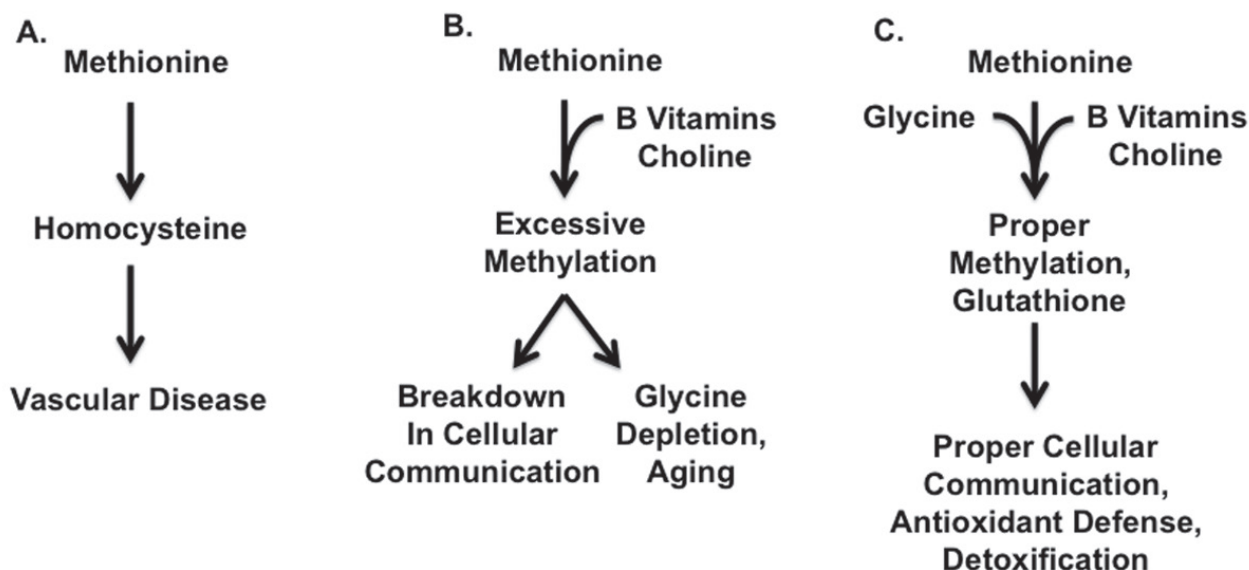 A.
Methionine
Homocysteine
Vascular Disease
B.
Methionine
B Vitamins
Choline
Excessive
Methylation
Breakdown
In Cellular
Communication
Glycine
Depletion,
Aging
C.
Methionine
Glycine
B Vitamins
Choline
Proper
Methylation,
Glutathione
Proper Cellular
Communication,
Antioxidant Defense,
Detoxification